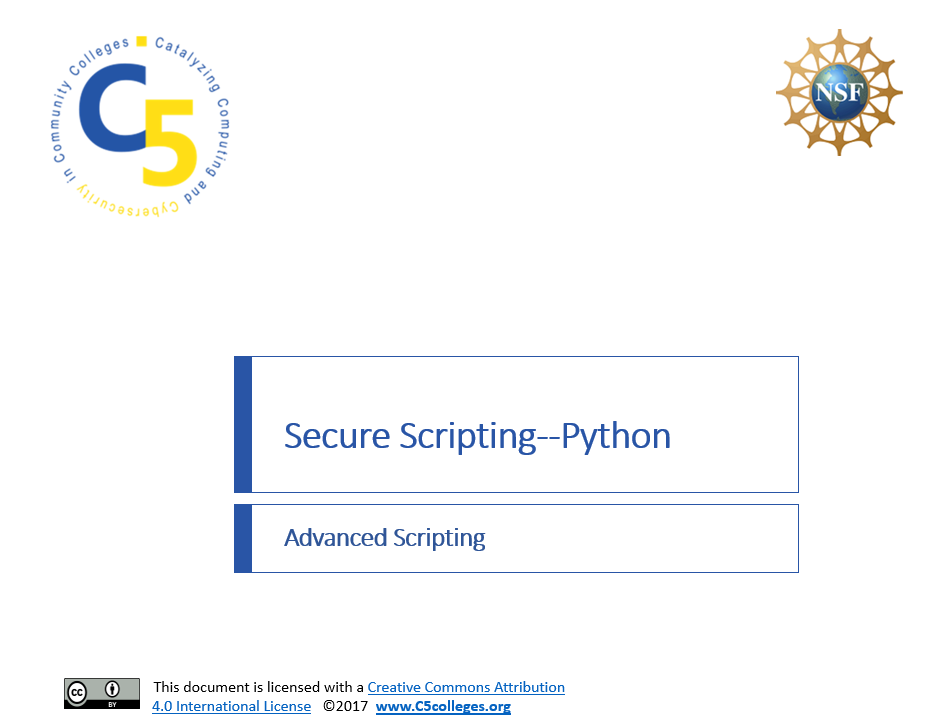 Catalyzing Computing and Cybersecurity in Community Colleges
C5
NSF
Secure Scripting--Python
Advanced Scripting
cc
BY
This document is licensed with a Creative Commons Attribution
4.0 International License ©2017 www.C5colleges.org